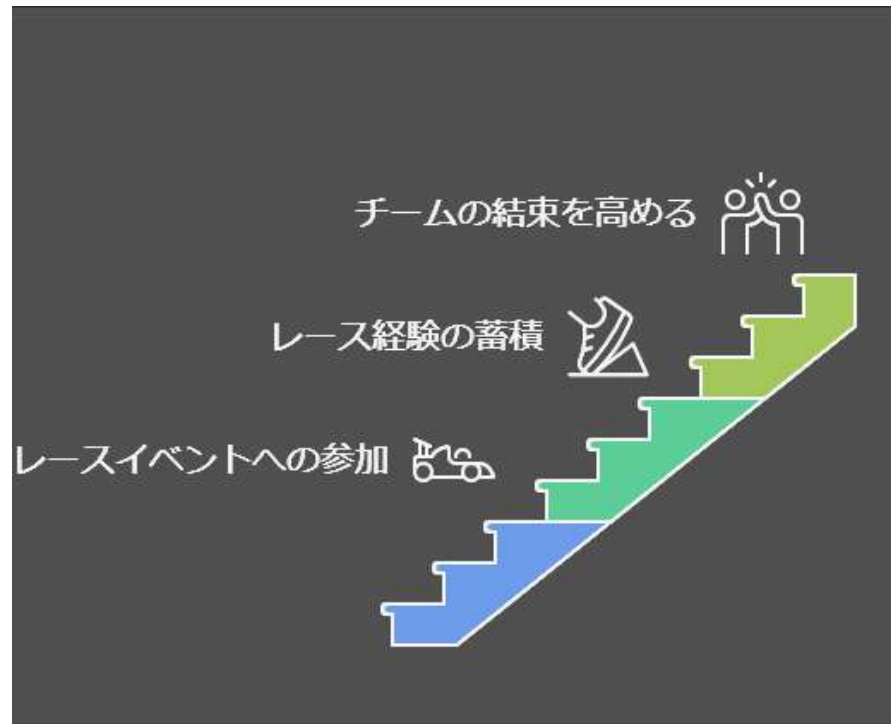 チームの結束を高める
レース経験の蓄積
レースイベントへの参加